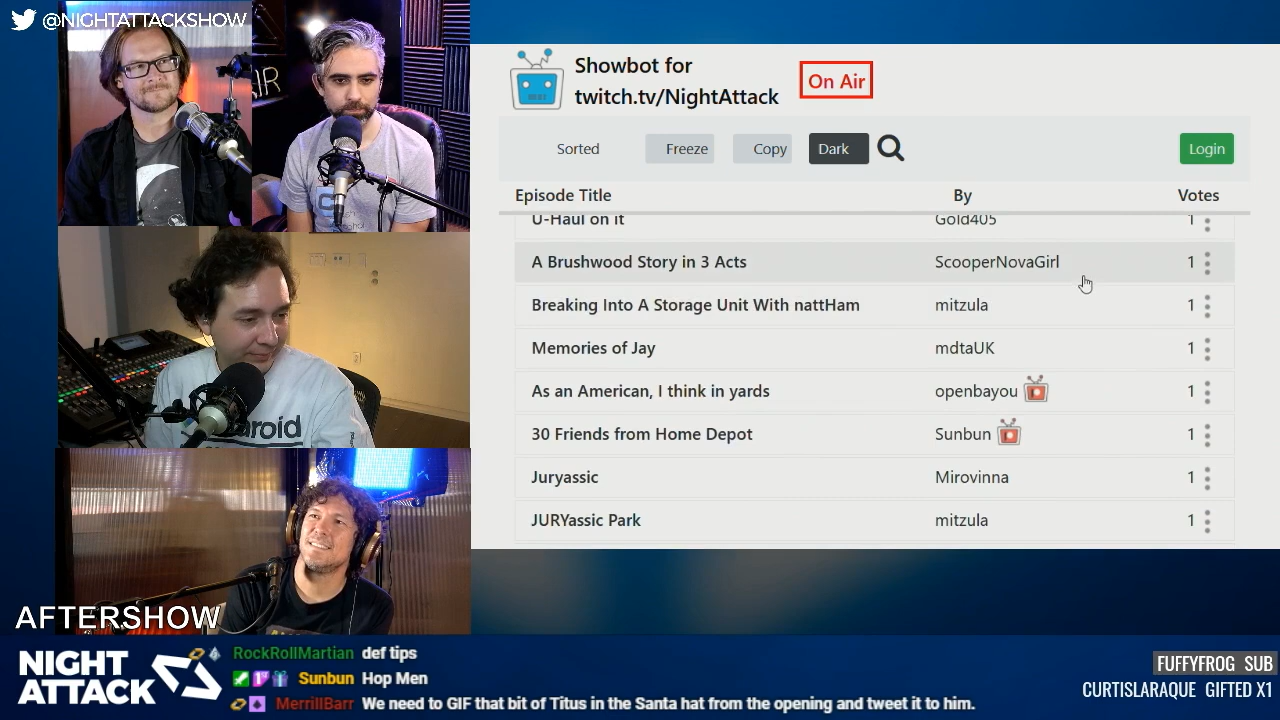 @NIGHTATTACKSHOW
Showbot for
twitch.tv/NightAttack
On Air
Sorted
Freeze
Copy
Dark
Login
Episode Title By Votes
U-Haul on it Gold405 1
A Brushwood Story in 3 Acts ScooperNovaGirl 1
Breaking Into A Storage Unit With nattHam mitzula 1
Memories of Jay mdtaUK 1
As an American, I think in yards openbayou 1
30 Friends from Home Depot Sunbun 1
Juryassic Mirovinna 1
JURYassic Park mitzula 1
AFTERSHOW
NIGHT
ATTACK
RockRollMartian def tips
Sunbun Hop Men
MerrillBarr We need to GIF that bit of Titus in the Santa hat from the opening and tweet it to him.
FUFFYFROG SUB
CURTISLARAQUE GIFTED X1